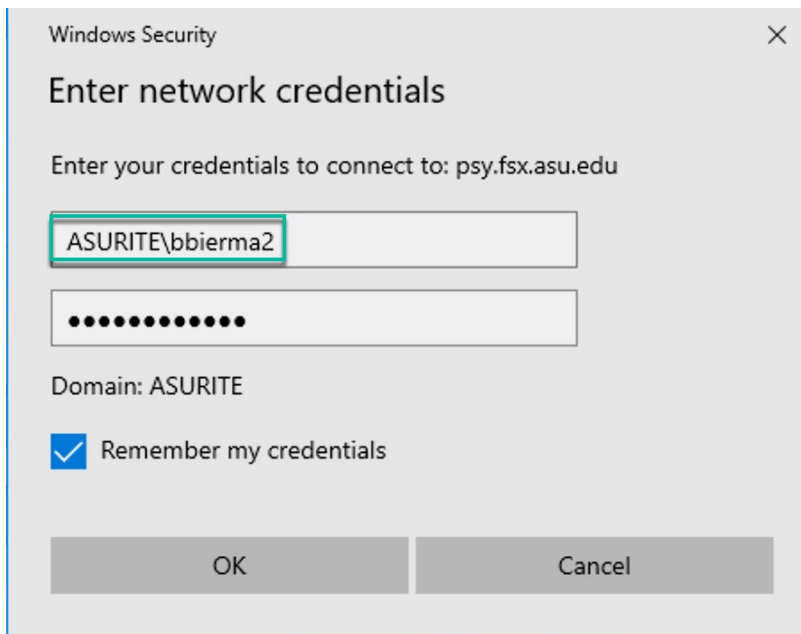 Windows Security
Enter network credentials
Enter your credentials to connect to: psy.fsx.asu.edu
ASURITE\bbierma2
••••••••••••
Domain: ASURITE
Remember my credentials
OK
Cancel